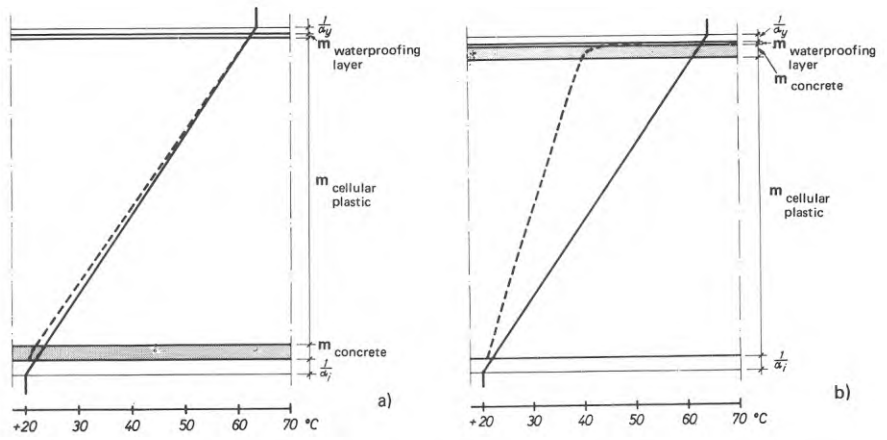 1/αy
m waterproofing
layer
m cellular
plastic
m concrete
1/αi
a)
+20 30 40 50 60 70 °C
1/αy
m waterproofing
layer
m concrete
m cellular
plastic
1/αi
b)
+20 30 40 50 60 70 °C